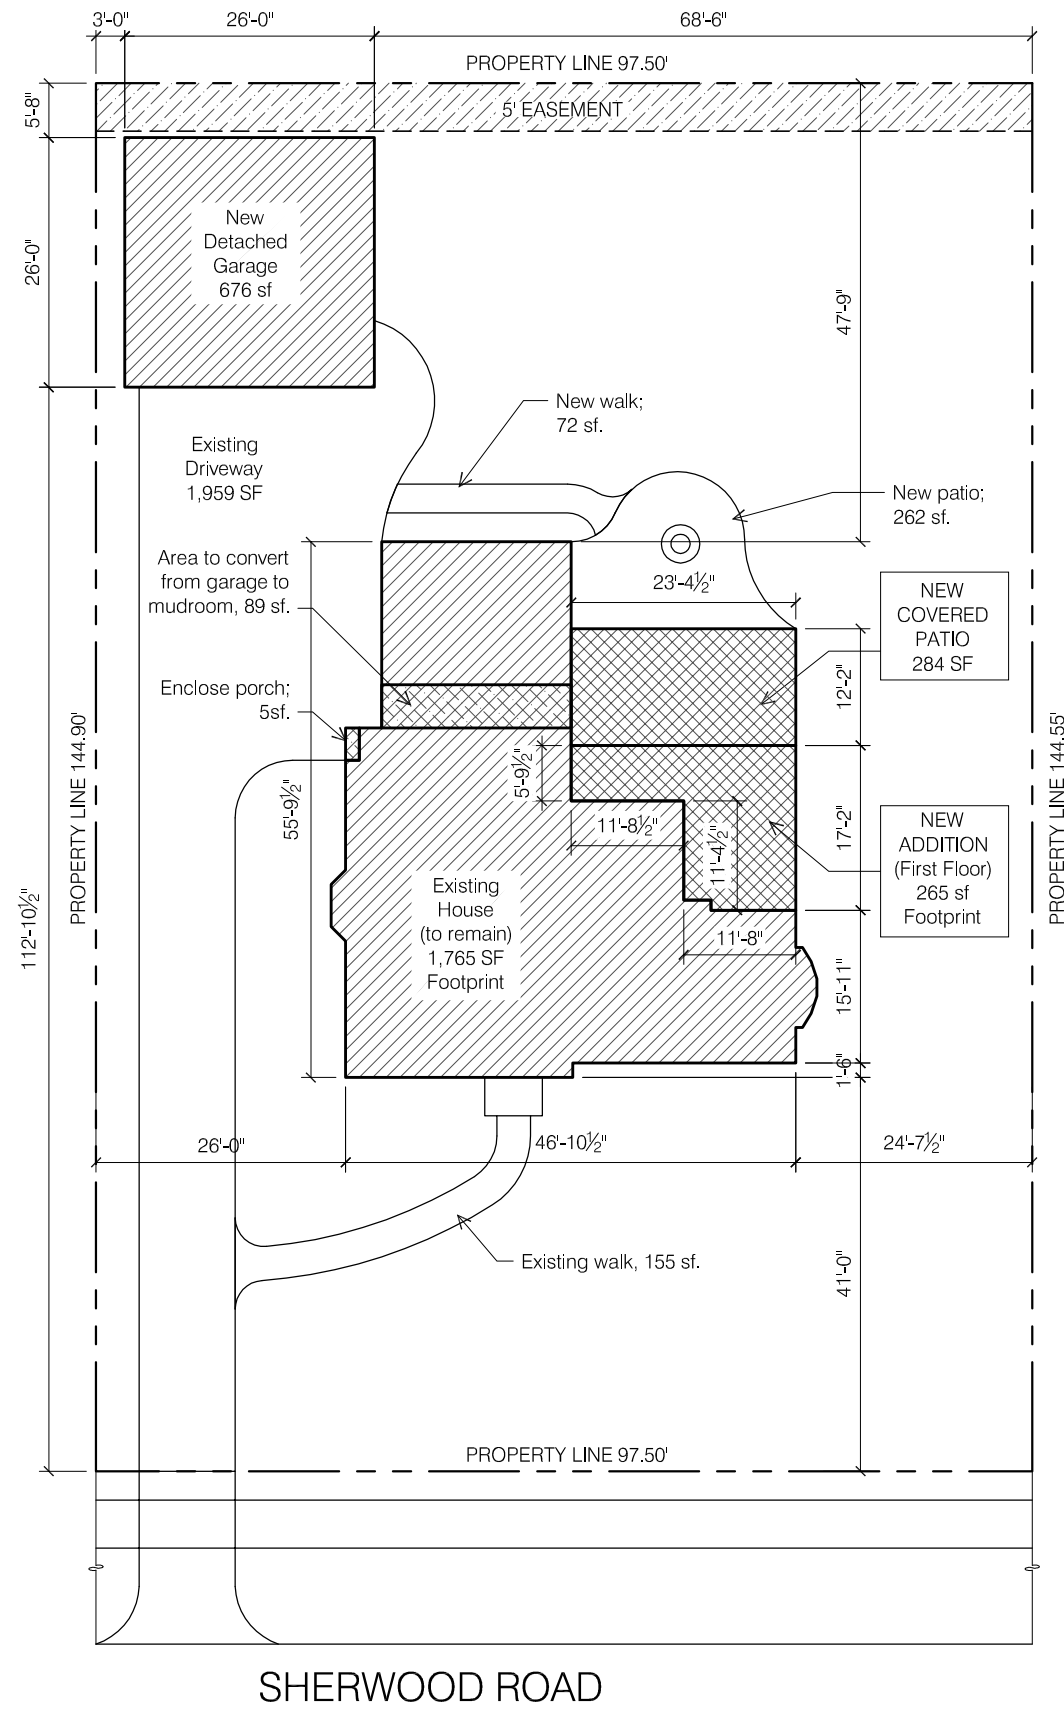 3'-0"
26'-0"
68'-6"
PROPERTY LINE 97.50'
5'-8"
5' EASEMENT
26'-0"
New
Detached
Garage
676 sf
47'-9"
New walk;
72 sf.
Existing
Driveway
1,959 SF
New patio;
262 sf.
Area to convert
from garage to
mudroom, 89 sf.
23'-4½"
NEW
COVERED
PATIO
284 SF
12'-2"
Enclose porch;
5sf.
PROPERTY LINE 144.90'
PROPERTY LINE 144.55'
55'-9½"
5'-9½"
11'-8½"
11'-4½"
17'-2"
NEW
ADDITION
(First Floor)
265 sf
Footprint
112'-10½"
Existing
House
(to remain)
1,765 SF
Footprint
11'-8"
15'-11"
1'-6"
26'-0"
46'-10½"
24'-7½"
Existing walk, 155 sf.
41'-0"
PROPERTY LINE 97.50'
SHERWOOD ROAD